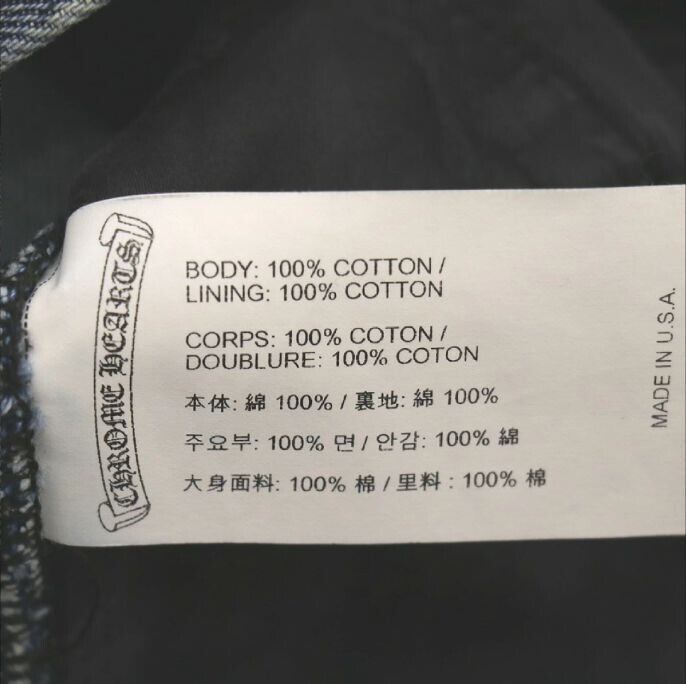 CHROME HEARTS
BODY: 100% COTTON /
LINING: 100% COTTON
CORPS: 100% COTON /
DOUBLURE: 100% COTON
本体: 綿 100% / 裏地: 綿 100%
주요부: 100% 면 / 안감: 100% 綿
大身面料: 100% 棉 / 里料 : 100% 棉
MADE IN U.S.A.